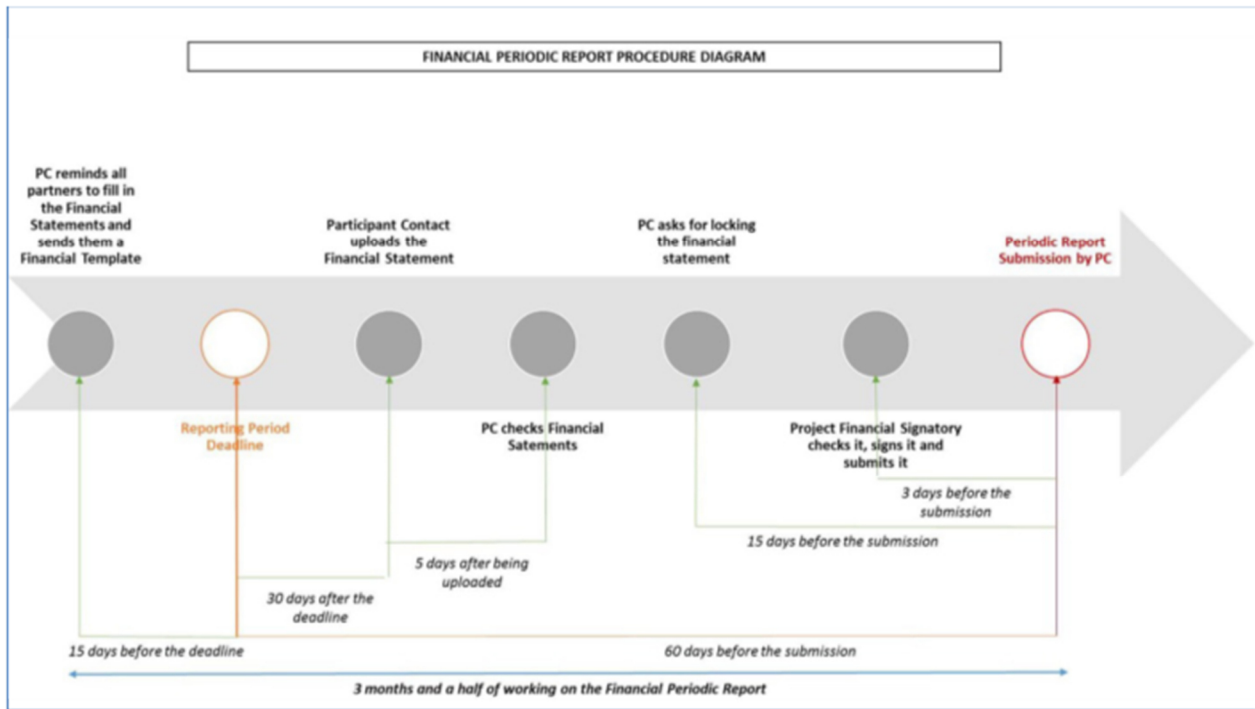 FINANCIAL PERIODIC REPORT PROCEDURE DIAGRAM
PC reminds all
partners to fill in
the Financial
Statements and
sends them a
Financial Template
Participant Contact
uploads the
Financial Statement
PC asks for locking
the financial
statement
Periodic Report
Submission by PC
Reporting Period
Deadline
PC checks Financial
Satements
Project Financial Signatory
checks it, signs it and
submits it
3 days before the
submission
15 days before the submission
5 days after being
uploaded
30 days after the
deadline
15 days before the deadline
60 days before the submission
3 months and a half of working on the Financial Periodic Report